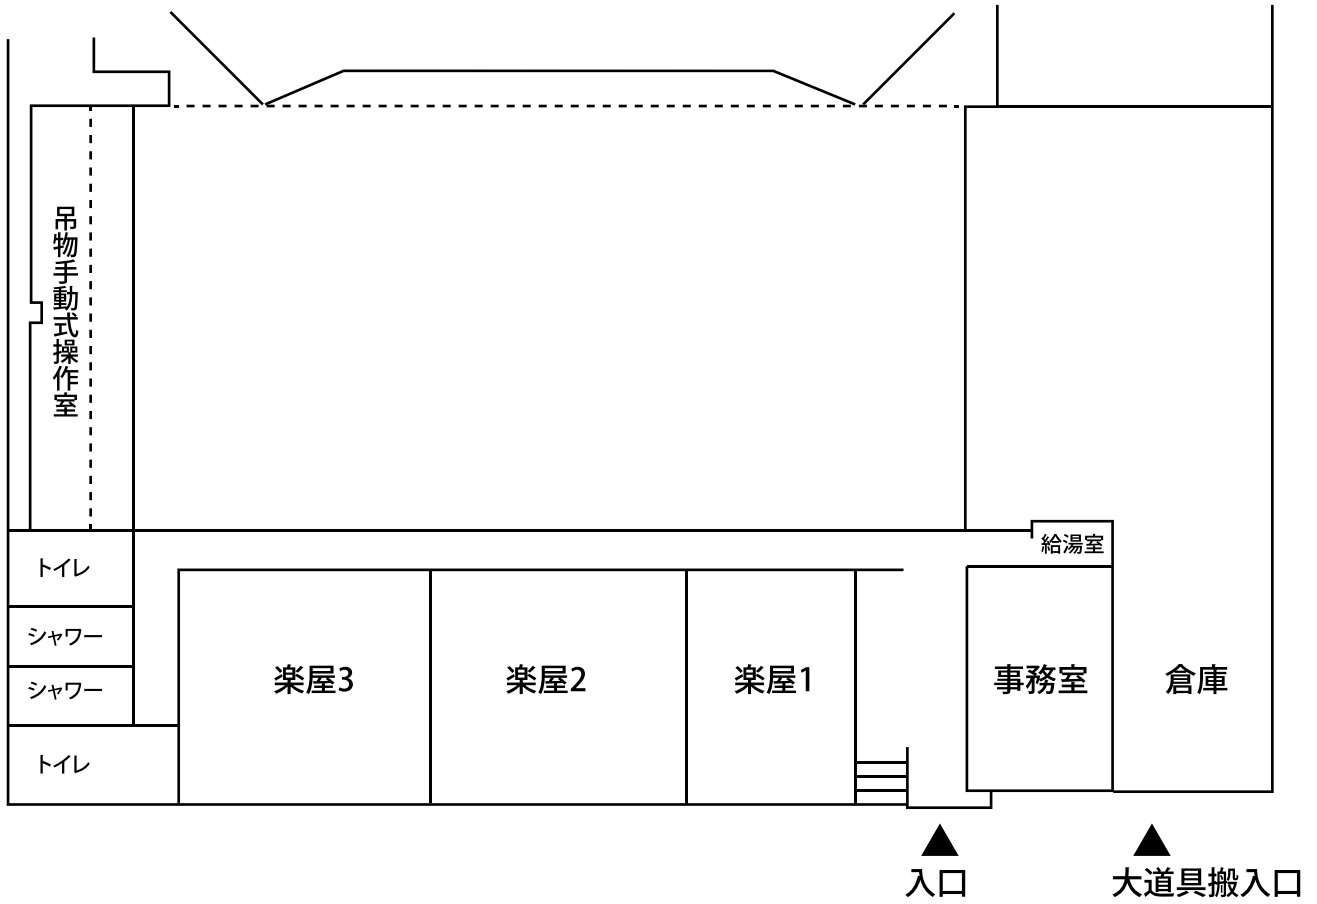 吊物手動式操作室
給湯室
トイレ
シャワー
シャワー
トイレ
楽屋3
楽屋2
楽屋1
事務室
倉庫
入口
大道具搬入口